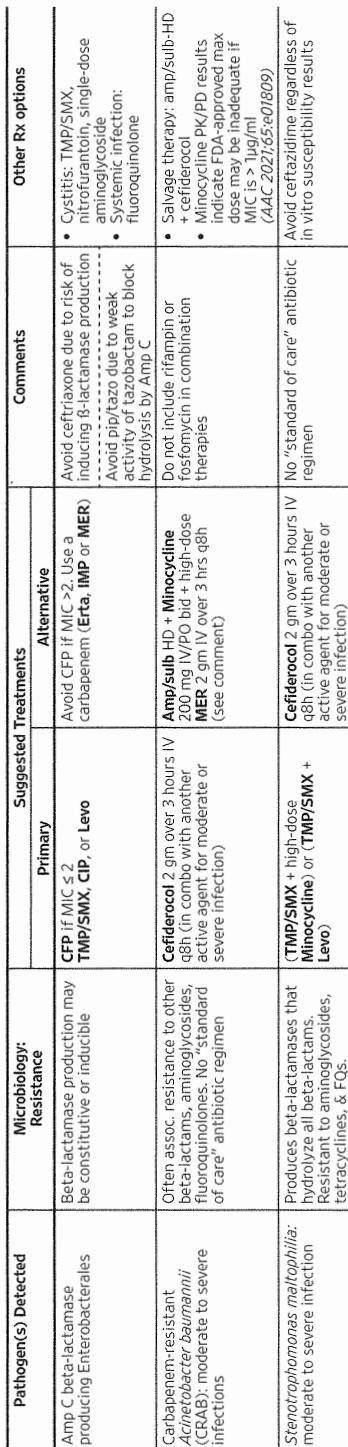 Pathogen(s) Detected
Microbiology:
Resistance
Suggested Treatments
Primary
Alternative
Comments
Other Rx options
Amp C beta-lactamase
producing Enterobacterales
Beta-lactamase production may
be constitutive or inducible
CFP if MIC ≤ 2
TMP/SMX, CIP, or Levo
Avoid CFP if MIC >2. Use a
carbapenem (Erta, IMP or MER)
Avoid ceftriaxone due to risk of
inducing ß-lactamase production
Avoid pip/tazo due to weak
activity of tazobactam to block
hydrolysis by Amp C
• Cystitis: TMP/SMX,
nitrofurantoin, single-dose
aminoglycoside
• Systemic infection:
fluoroquinolone
Carbapenem-resistant
Acinetobacter baumannii
(CRAB): moderate to severe
infections
Often assoc. resistance to other
beta-lactams, aminoglycosides,
fluoroquinolones. No "standard
of care" antibiotic regimen
Cefiderocol 2 gm over 3 hours IV
q8h (in combo with another
active agent for moderate or
severe infection)
Amp/sulb HD + Minocycline
200 mg IV/PO bid + high-dose
MER 2 gm IV over 3 hrs q8h
(see comment)
Do not include rifampin or
fosfomycin in combination
therapies
• Salvage therapy: amp/sulb-HD
+ cefiderocol
• Minocycline PK/PD results
indicate FDA-approved max
dose may be inadequate if
MIC is > 1µg/ml
(AAC 2021;65:e01809)
Stenotrophomonas maltophilia:
moderate to severe infection
Produces beta-lactamases that
hydrolyze all beta-lactams.
Resistant to aminoglycosides,
tetracyclines, & FQs.
(TMP/SMX + high-dose
Minocycline) or (TMP/SMX +
Levo)
Cefiderocol 2 gm over 3 hours IV
q8h (in combo with another
active agent for moderate or
severe infection)
No "standard of care" antibiotic
regimen
Avoid ceftazidime regardless of
in vitro susceptibility results